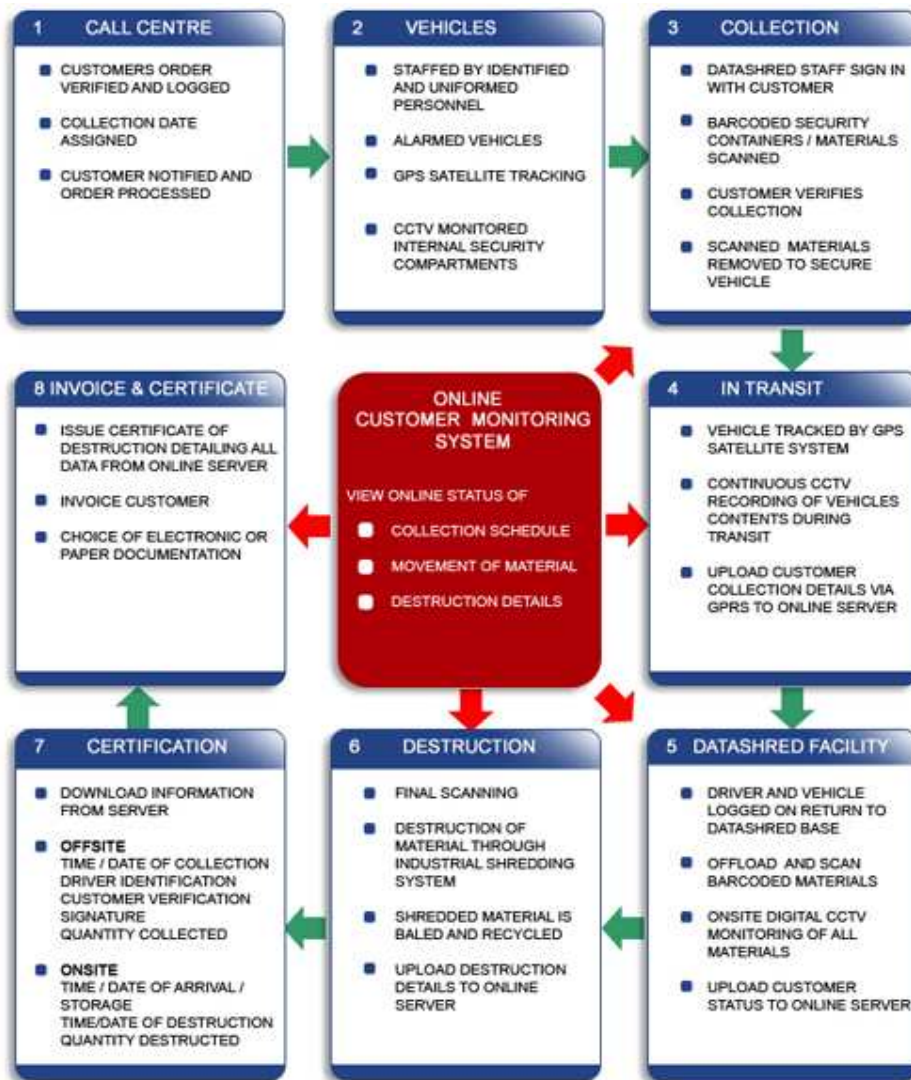 1 CALL CENTRE
CUSTOMERS ORDER
VERIFIED AND LOGGED
COLLECTION DATE
ASSIGNED
CUSTOMER NOTIFIED AND
ORDER PROCESSED
2 VEHICLES
STAFFED BY IDENTIFIED
AND UNIFORMED
PERSONNEL
ALARMED VEHICLES
GPS SATELLITE TRACKING
CCTV MONITORED
INTERNAL SECURITY
COMPARTMENTS
3 COLLECTION
DATASHRED STAFF SIGN IN
WITH CUSTOMER
BARCODED SECURITY
CONTAINERS / MATERIALS
SCANNED
CUSTOMER VERIFIES
COLLECTION
SCANNED MATERIALS
REMOVED TO SECURE
VEHICLE
4 IN TRANSIT
VEHICLE TRACKED BY GPS
SATELLITE SYSTEM
CONTINUOUS CCTV
RECORDING OF VEHICLES
CONTENTS DURING
TRANSIT
UPLOAD CUSTOMER
COLLECTION DETAILS VIA
GPRS TO ONLINE SERVER
5 DATASHRED FACILITY
DRIVER AND VEHICLE
LOGGED ON RETURN TO
DATASHRED BASE
OFFLOAD AND SCAN
BARCODED MATERIALS
ONSITE DIGITAL CCTV
MONITORING OF ALL
MATERIALS
UPLOAD CUSTOMER
STATUS TO ONLINE SERVER
6 DESTRUCTION
FINAL SCANNING
DESTRUCTION OF
MATERIAL THROUGH
INDUSTRIAL SHREDDING
SYSTEM
SHREDDED MATERIAL IS
BALED AND RECYCLED
UPLOAD DESTRUCTION
DETAILS TO ONLINE
SERVER
7 CERTIFICATION
DOWNLOAD INFORMATION
FROM SERVER
OFFSITE
TIME / DATE OF COLLECTION
DRIVER IDENTIFICATION
CUSTOMER VERIFICATION
SIGNATURE
QUANTITY COLLECTED
ONSITE
TIME / DATE OF ARRIVAL /
STORAGE
TIME/DATE OF DESTRUCTION
QUANTITY DESTRUCTED
8 INVOICE & CERTIFICATE
ISSUE CERTIFICATE OF
DESTRUCTION DETAILING ALL
DATA FROM ONLINE SERVER
INVOICE CUSTOMER
CHOICE OF ELECTRONIC OR
PAPER DOCUMENTATION
ONLINE
CUSTOMER MONITORING
SYSTEM
VIEW ONLINE STATUS OF
COLLECTION SCHEDULE
MOVEMENT OF MATERIAL
DESTRUCTION DETAILS